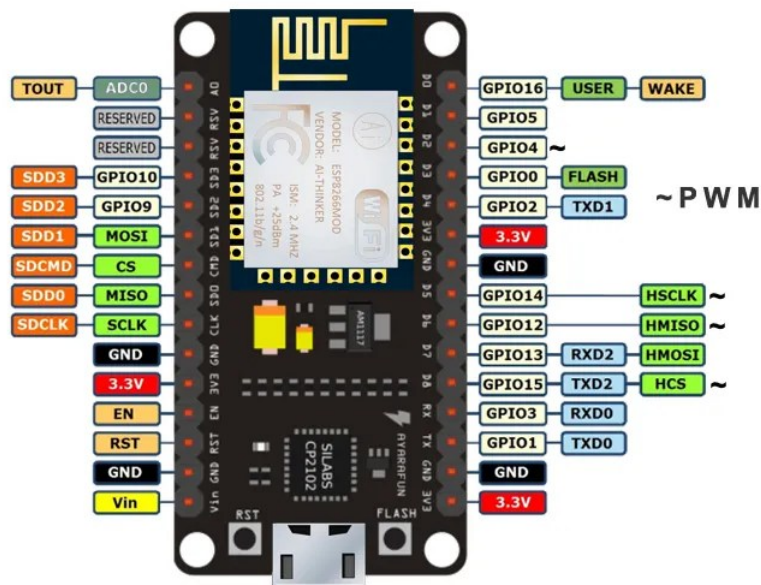 TOUT ADC0 A0 D0 GPIO16 USER WAKE
RESERVED RSV D1 GPIO5
RESERVED RSV D2 GPIO4 ~
SDD3 GPIO10 SD3 D3 GPIO0 FLASH
SDD2 GPIO9 SD2 D4 GPIO2 TXD1
SDD1 MOSI SD1 3V3 3.3V
SDCMD CS CMD GND GND
SDD0 MISO SD0 D5 GPIO14 HSCLK ~
SDCLK SCLK CLK D6 GPIO12 HMISO ~
GND GND D7 GPIO13 RXD2 HMOSI
3.3V 3V3 D8 GPIO15 TXD2 HCS ~
EN EN RX GPIO3 RXD0
RST RST TX GPIO1 TXD0
GND GND GND GND
Vin Vin 3V3 3.3V
~PWM
Ai
MODEL: ESP8266MOD
VENDOR: AI-THINKER
WiFi
FC
ISM: 2.4 MHZ
PA +25dBm
802.11b/g/n
AM1117
SILABS
CP2102
AYARAFUN
RST
FLASH